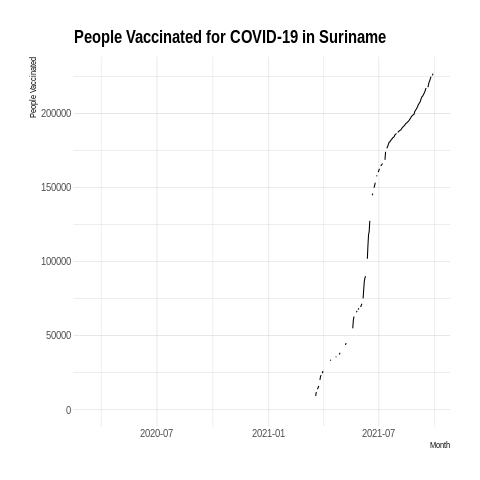 People Vaccinated for COVID-19 in Suriname
People Vaccinated
200000
150000
100000
50000
0
2020-07 2021-01 2021-07
Month